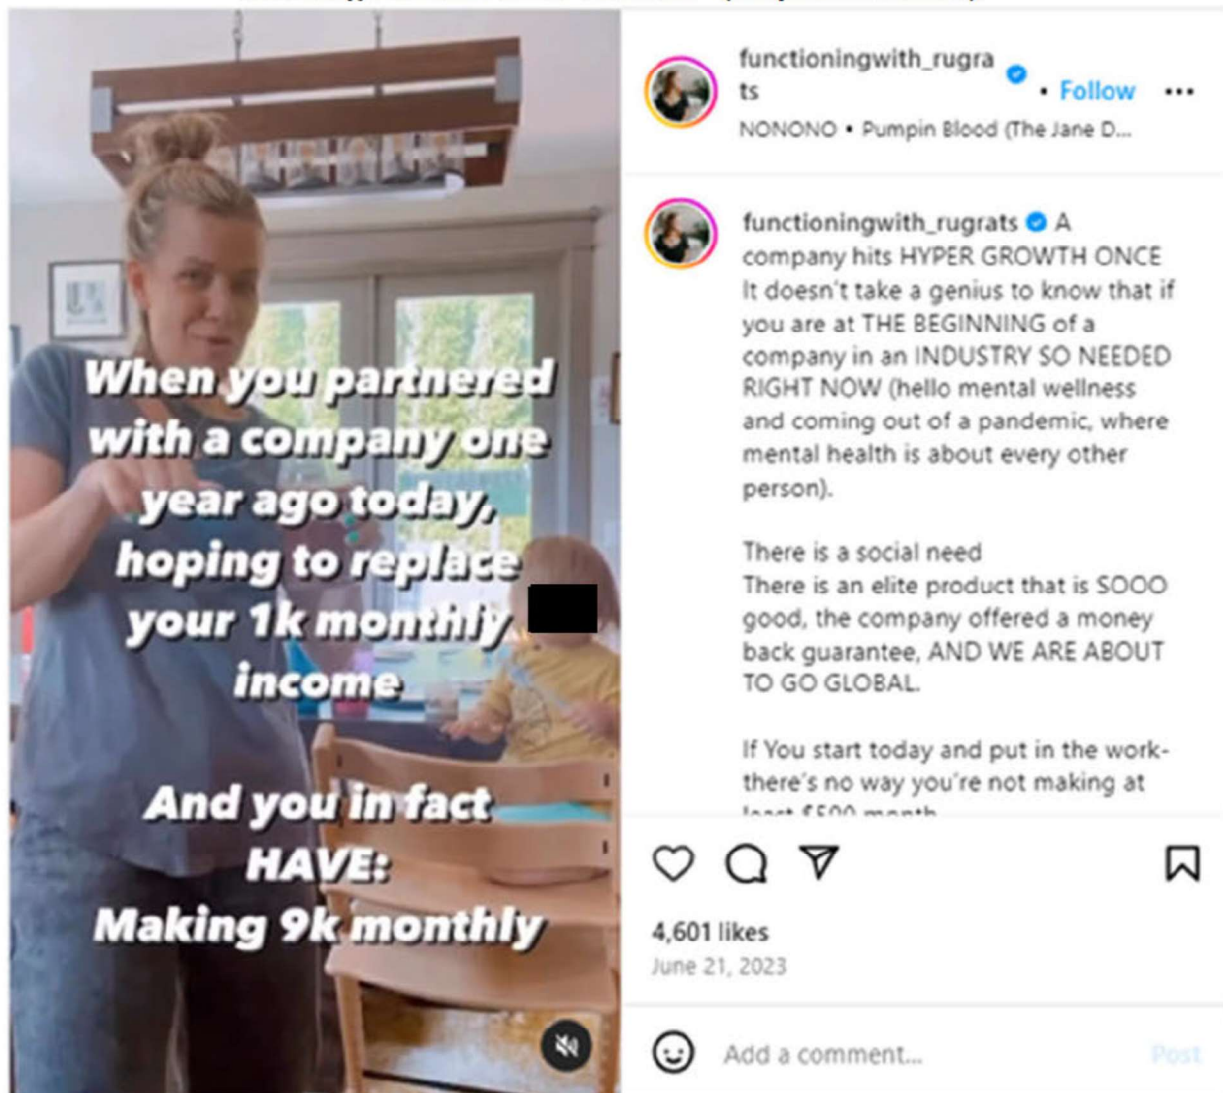 When you partnered
with a company one
year ago today,
hoping to replace
your 1k monthly
income
And you in fact
HAVE:
Making 9k monthly
functioningwith_rugra
ts • Follow
NONONO • Pumpin Blood (The Jane D...
functioningwith_rugrats A
company hits HYPER GROWTH ONCE
It doesn't take a genius to know that if
you are at THE BEGINNING of a
company in an INDUSTRY SO NEEDED
RIGHT NOW (hello mental wellness
and coming out of a pandemic, where
mental health is about every other
person).
There is a social need
There is an elite product that is SOOO
good, the company offered a money
back guarantee, AND WE ARE ABOUT
TO GO GLOBAL.
If You start today and put in the work-
there's no way you're not making at
least $500 month
4,601 likes
June 21, 2023
Add a comment...
Post